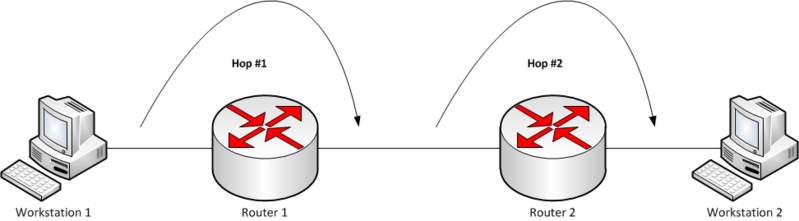 Hop #1
Hop #2
Workstation 1
Router 1
Router 2
Workstation 2